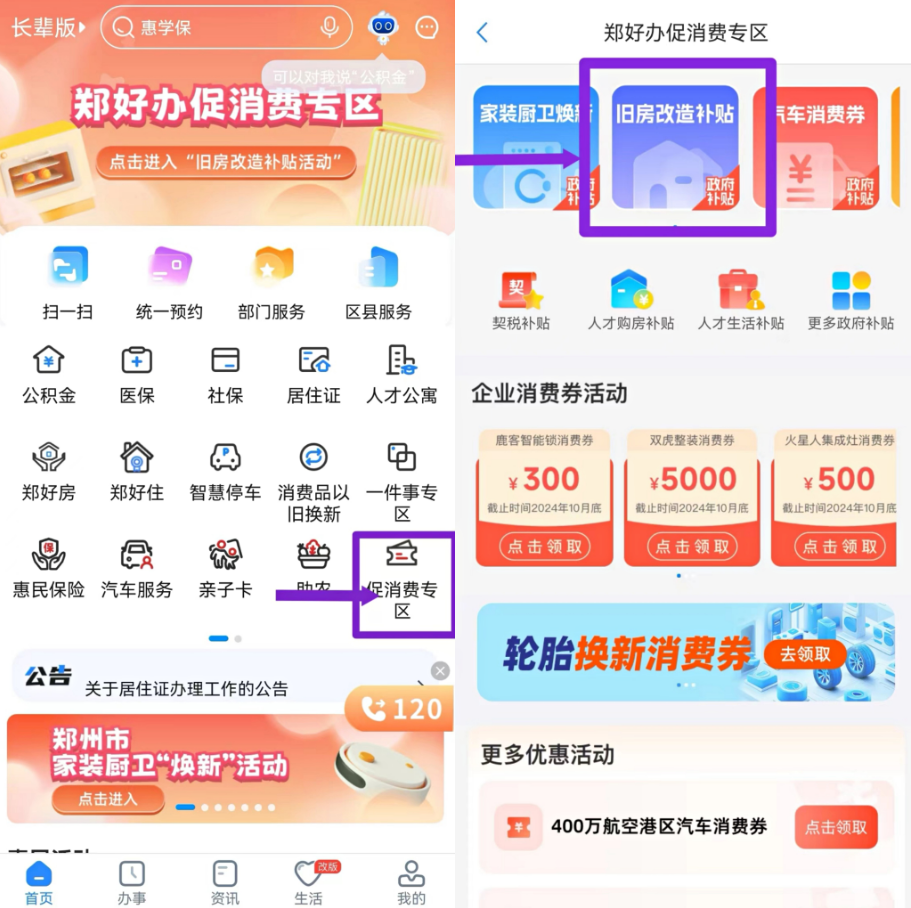 长辈版
惠学保
可以对我说“公积金”
郑好办促消费专区
点击进入“旧房改造补贴活动”
扫一扫
统一预约
部门服务
区县服务
公积金
医保
社保
居住证
人才公寓
郑好房
郑好住
智慧停车
消费品以
旧换新
一件事专
区
惠民保险
汽车服务
亲子卡
助农
促消费专
区
公告
关于居住证办理工作的公告
120
郑州市
家装厨卫“焕新”活动
点击进入
首页
办事
资讯
生活
改版
我的
郑好办促消费专区
家装厨卫焕新
政府
补贴
旧房改造补贴
政府
补贴
汽车消费券
政府
补贴
契
契税补贴
人才购房补贴
人才生活补贴
更多政府补贴
企业消费券活动
鹿客智能锁消费券
¥300
截止时间2024年10月底
点击领取
双虎整装消费券
¥5000
截止时间2024年10月底
点击领取
火星人集成灶消费券
¥500
截止时间2024年10月底
点击领取
轮胎换新消费券
去领取
更多优惠活动
400万航空港区汽车消费券
点击领取